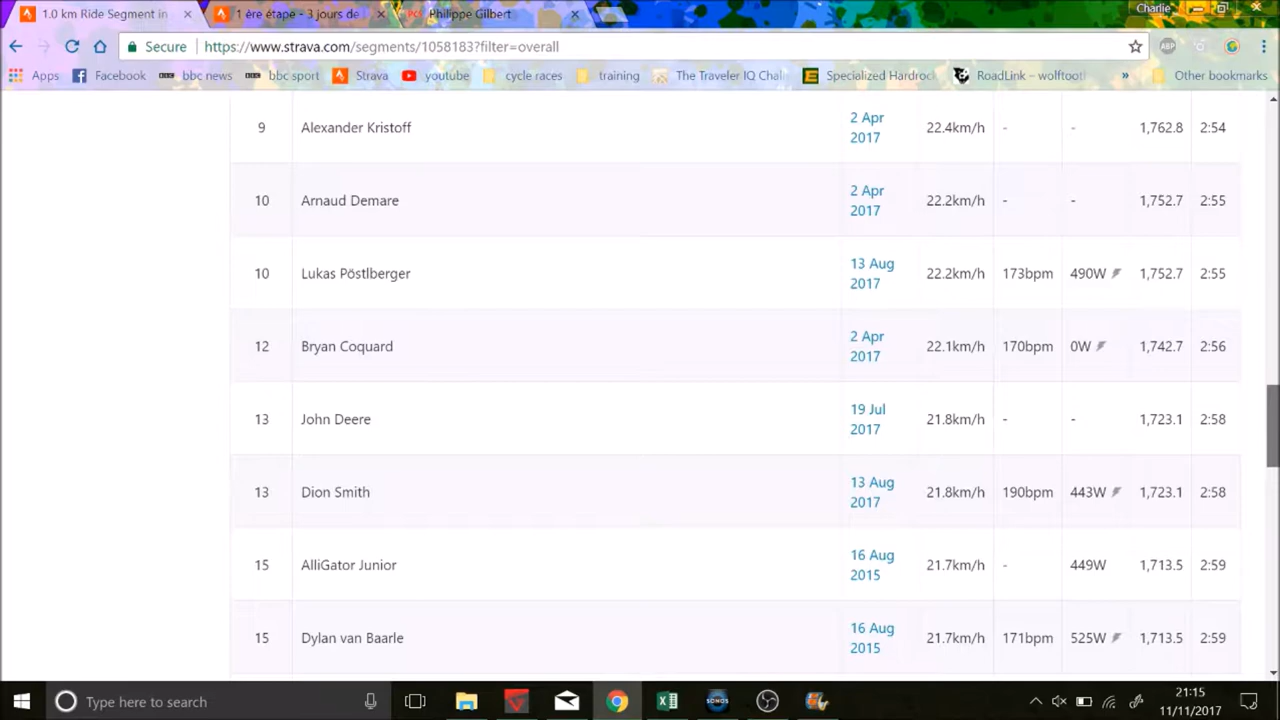 1.0 km Ride Segment in
1 ère étape - 3 jours de
PCS Philippe Gilbert
Charlie
Secure https://www.strava.com/segments/1058183?filter=overall
ABP
Apps Facebook bbc news bbc sport Strava youtube cycle races training The Traveler IQ Chal Specialized Hardrock RoadLink – wolftooth » Other bookmarks
9 Alexander Kristoff 2 Apr 2017 22.4km/h - - 1,762.8 2:54
10 Arnaud Demare 2 Apr 2017 22.2km/h - - 1,752.7 2:55
10 Lukas Pöstlberger 13 Aug 2017 22.2km/h 173bpm 490W 1,752.7 2:55
12 Bryan Coquard 2 Apr 2017 22.1km/h 170bpm 0W 1,742.7 2:56
13 John Deere 19 Jul 2017 21.8km/h - - 1,723.1 2:58
13 Dion Smith 13 Aug 2017 21.8km/h 190bpm 443W 1,723.1 2:58
15 AlliGator Junior 16 Aug 2015 21.7km/h - 449W 1,713.5 2:59
15 Dylan van Baarle 16 Aug 2015 21.7km/h 171bpm 525W 1,713.5 2:59
Type here to search
SONOS
21:15
11/11/2017